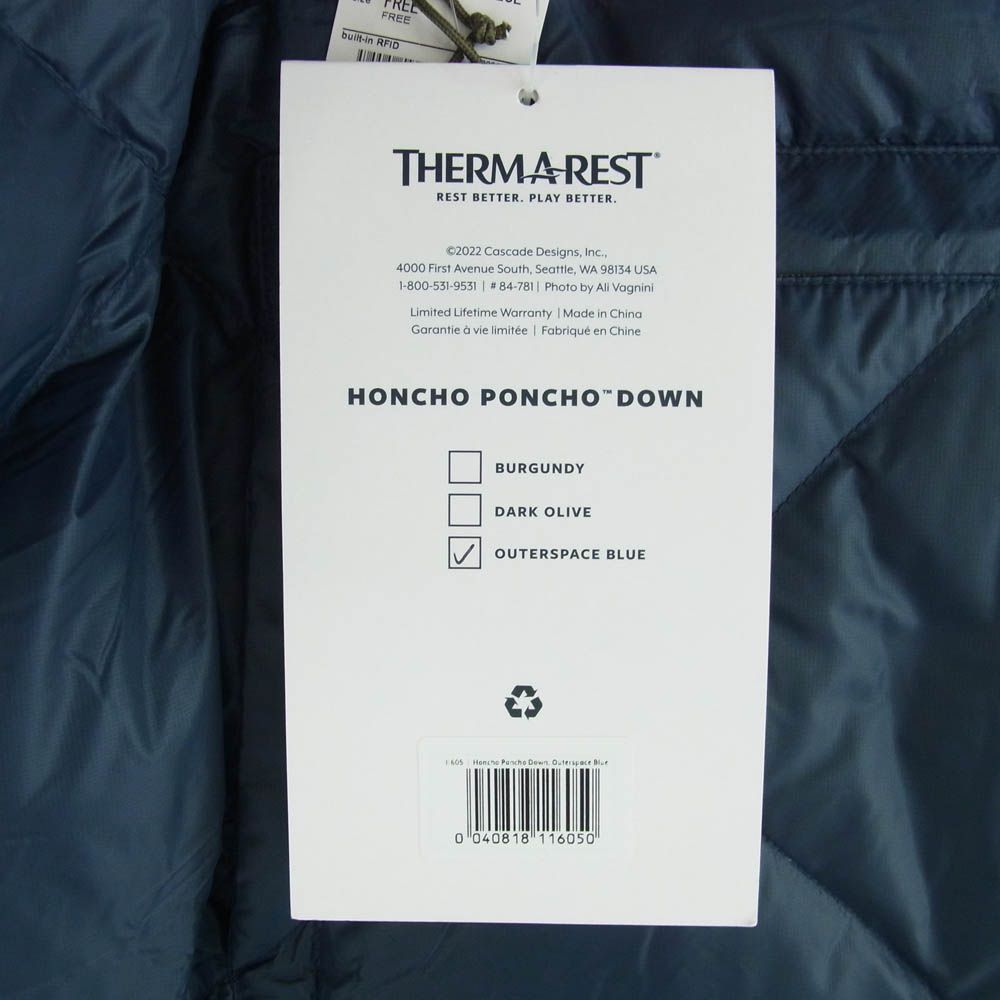 FREE
FREE
built-in RFID
THERM-A-REST®
REST BETTER. PLAY BETTER.
©2022 Cascade Designs, Inc.,
4000 First Avenue South, Seattle, WA 98134 USA
1-800-531-9531 | # 84-781 | Photo by Ali Vagnini
Limited Lifetime Warranty | Made in China
Garantie à vie limitée | Fabriqué en Chine
HONCHO PONCHO™ DOWN
BURGUNDY
DARK OLIVE
OUTERSPACE BLUE
Honcho Poncho Down, Outerspace Blue
0 040818 116050